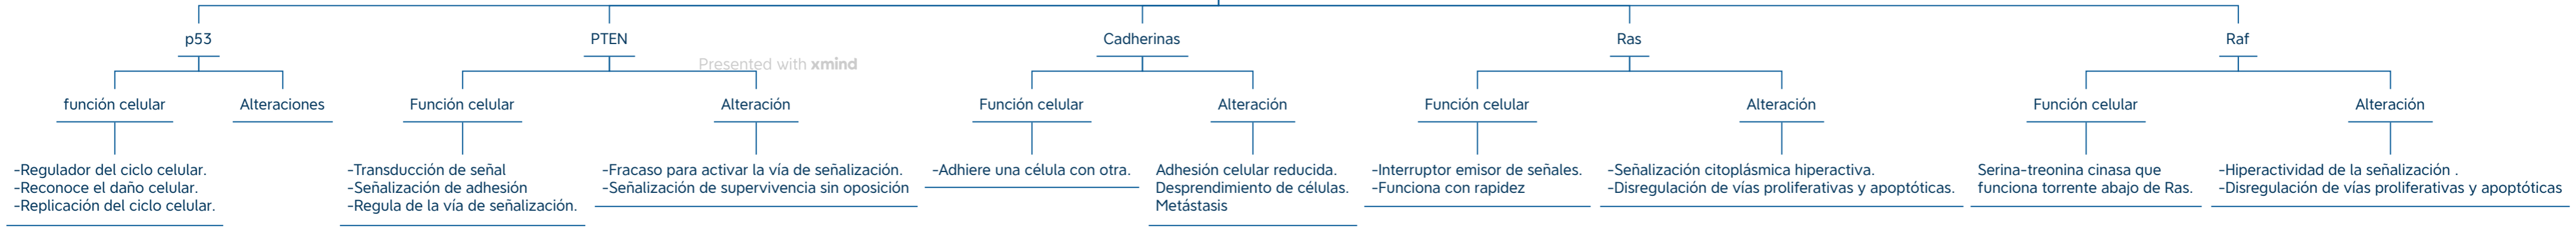 p53
PTEN
Cadherinas
Ras
Raf
Presented with xmind
función celular
Alteraciones
Función celular
Alteración
Función celular
Alteración
Función celular
Alteración
Función celular
Alteración
-Regulador del ciclo celular.
-Reconoce el daño celular.
-Replicación del ciclo celular.
-Transducción de señal
-Señalización de adhesión
-Regula de la vía de señalización.
-Fracaso para activar la vía de señalización.
-Señalización de supervivencia sin oposición
-Adhiere una célula con otra.
Adhesión celular reducida.
Desprendimiento de células.
Metástasis
-Interruptor emisor de señales.
-Funciona con rapidez
-Señalización citoplásmica hiperactiva.
-Disregulación de vías proliferativas y apoptóticas.
Serina-treonina cinasa que
funciona torrente abajo de Ras.
-Hiperactividad de la señalización .
-Disregulación de vías proliferativas y apoptóticas